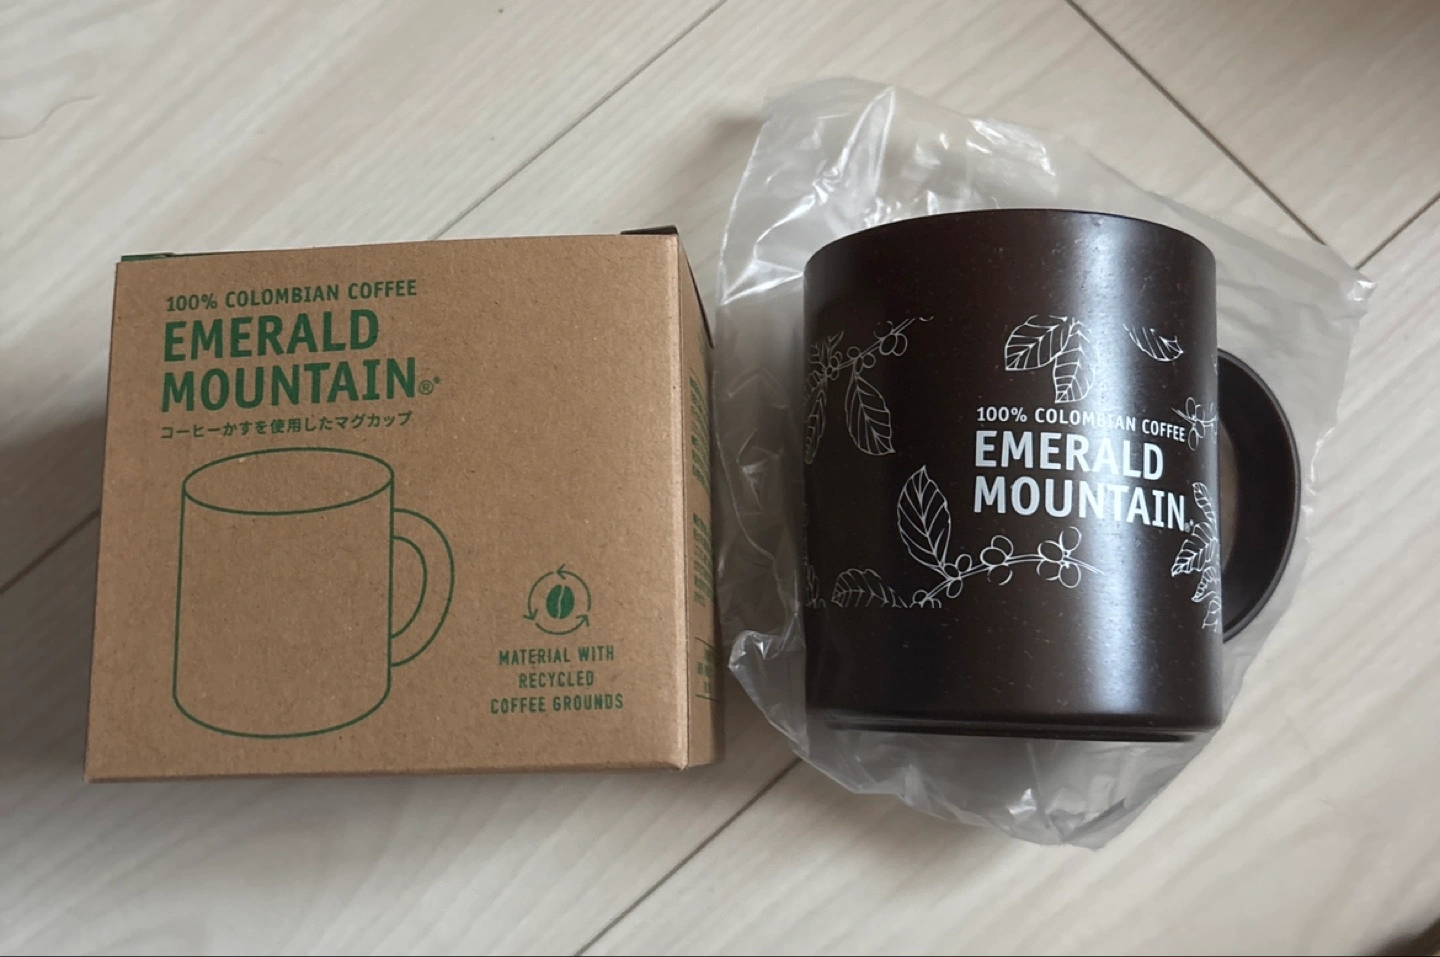 100% COLOMBIAN COFFEE
EMERALD
MOUNTAIN®
コーヒーかすを使用したマグカップ
MATERIAL WITH
RECYCLED
COFFEE GROUNDS
100% COLOMBIAN COFFEE
EMERALD
MOUNTAIN®